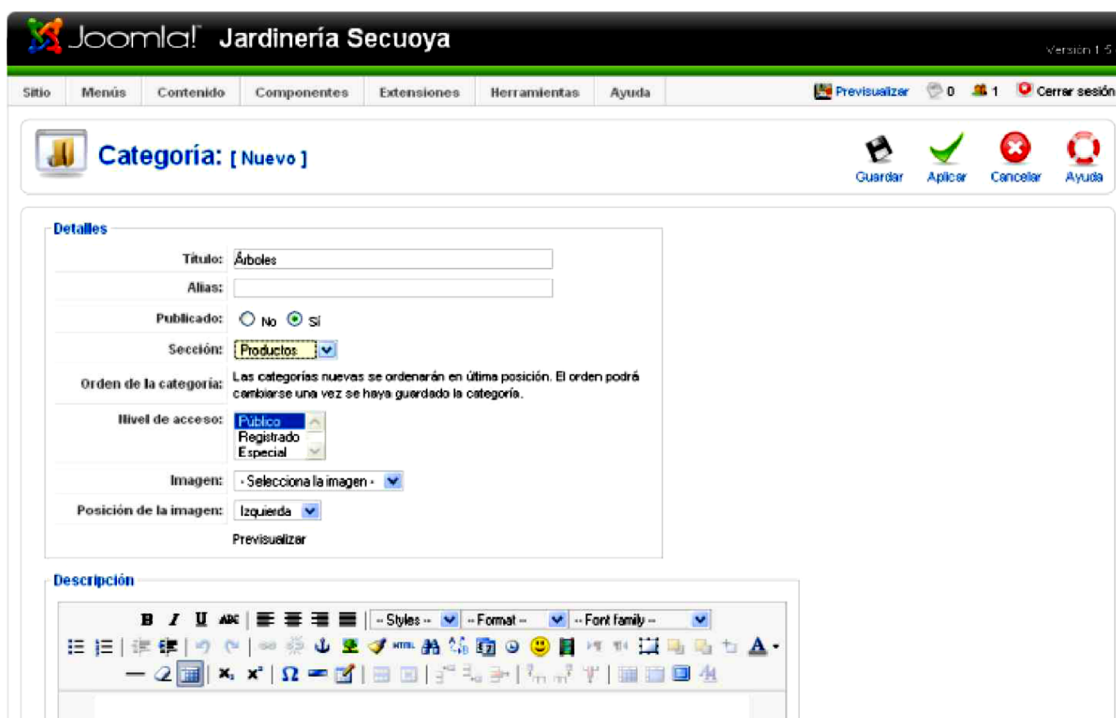 Joomla! Jardinería Secuoya
Versión 1.5
Sitio Menús Contenido Componentes Extensiones Herramientas Ayuda Previsualizar 0 1 Cerrar sesión
Categoría: [ Nuevo ]
Guardar Aplicar Cancelar Ayuda
Detalles
Título: Árboles
Alias:
Publicado: No Sí
Sección: Productos
Orden de la categoría: Las categorías nuevas se ordenarán en última posición. El orden podrá
cambiarse una vez se haya guardado la categoría.
Nivel de acceso: Público
Registrado
Especial
Imagen: - Selecciona la imagen -
Posición de la imagen: Izquierda
Previsualizar
Descripción
B I U ABC -- Styles -- -- Format -- -- Font family --
HTML A
x₂ x² Ω